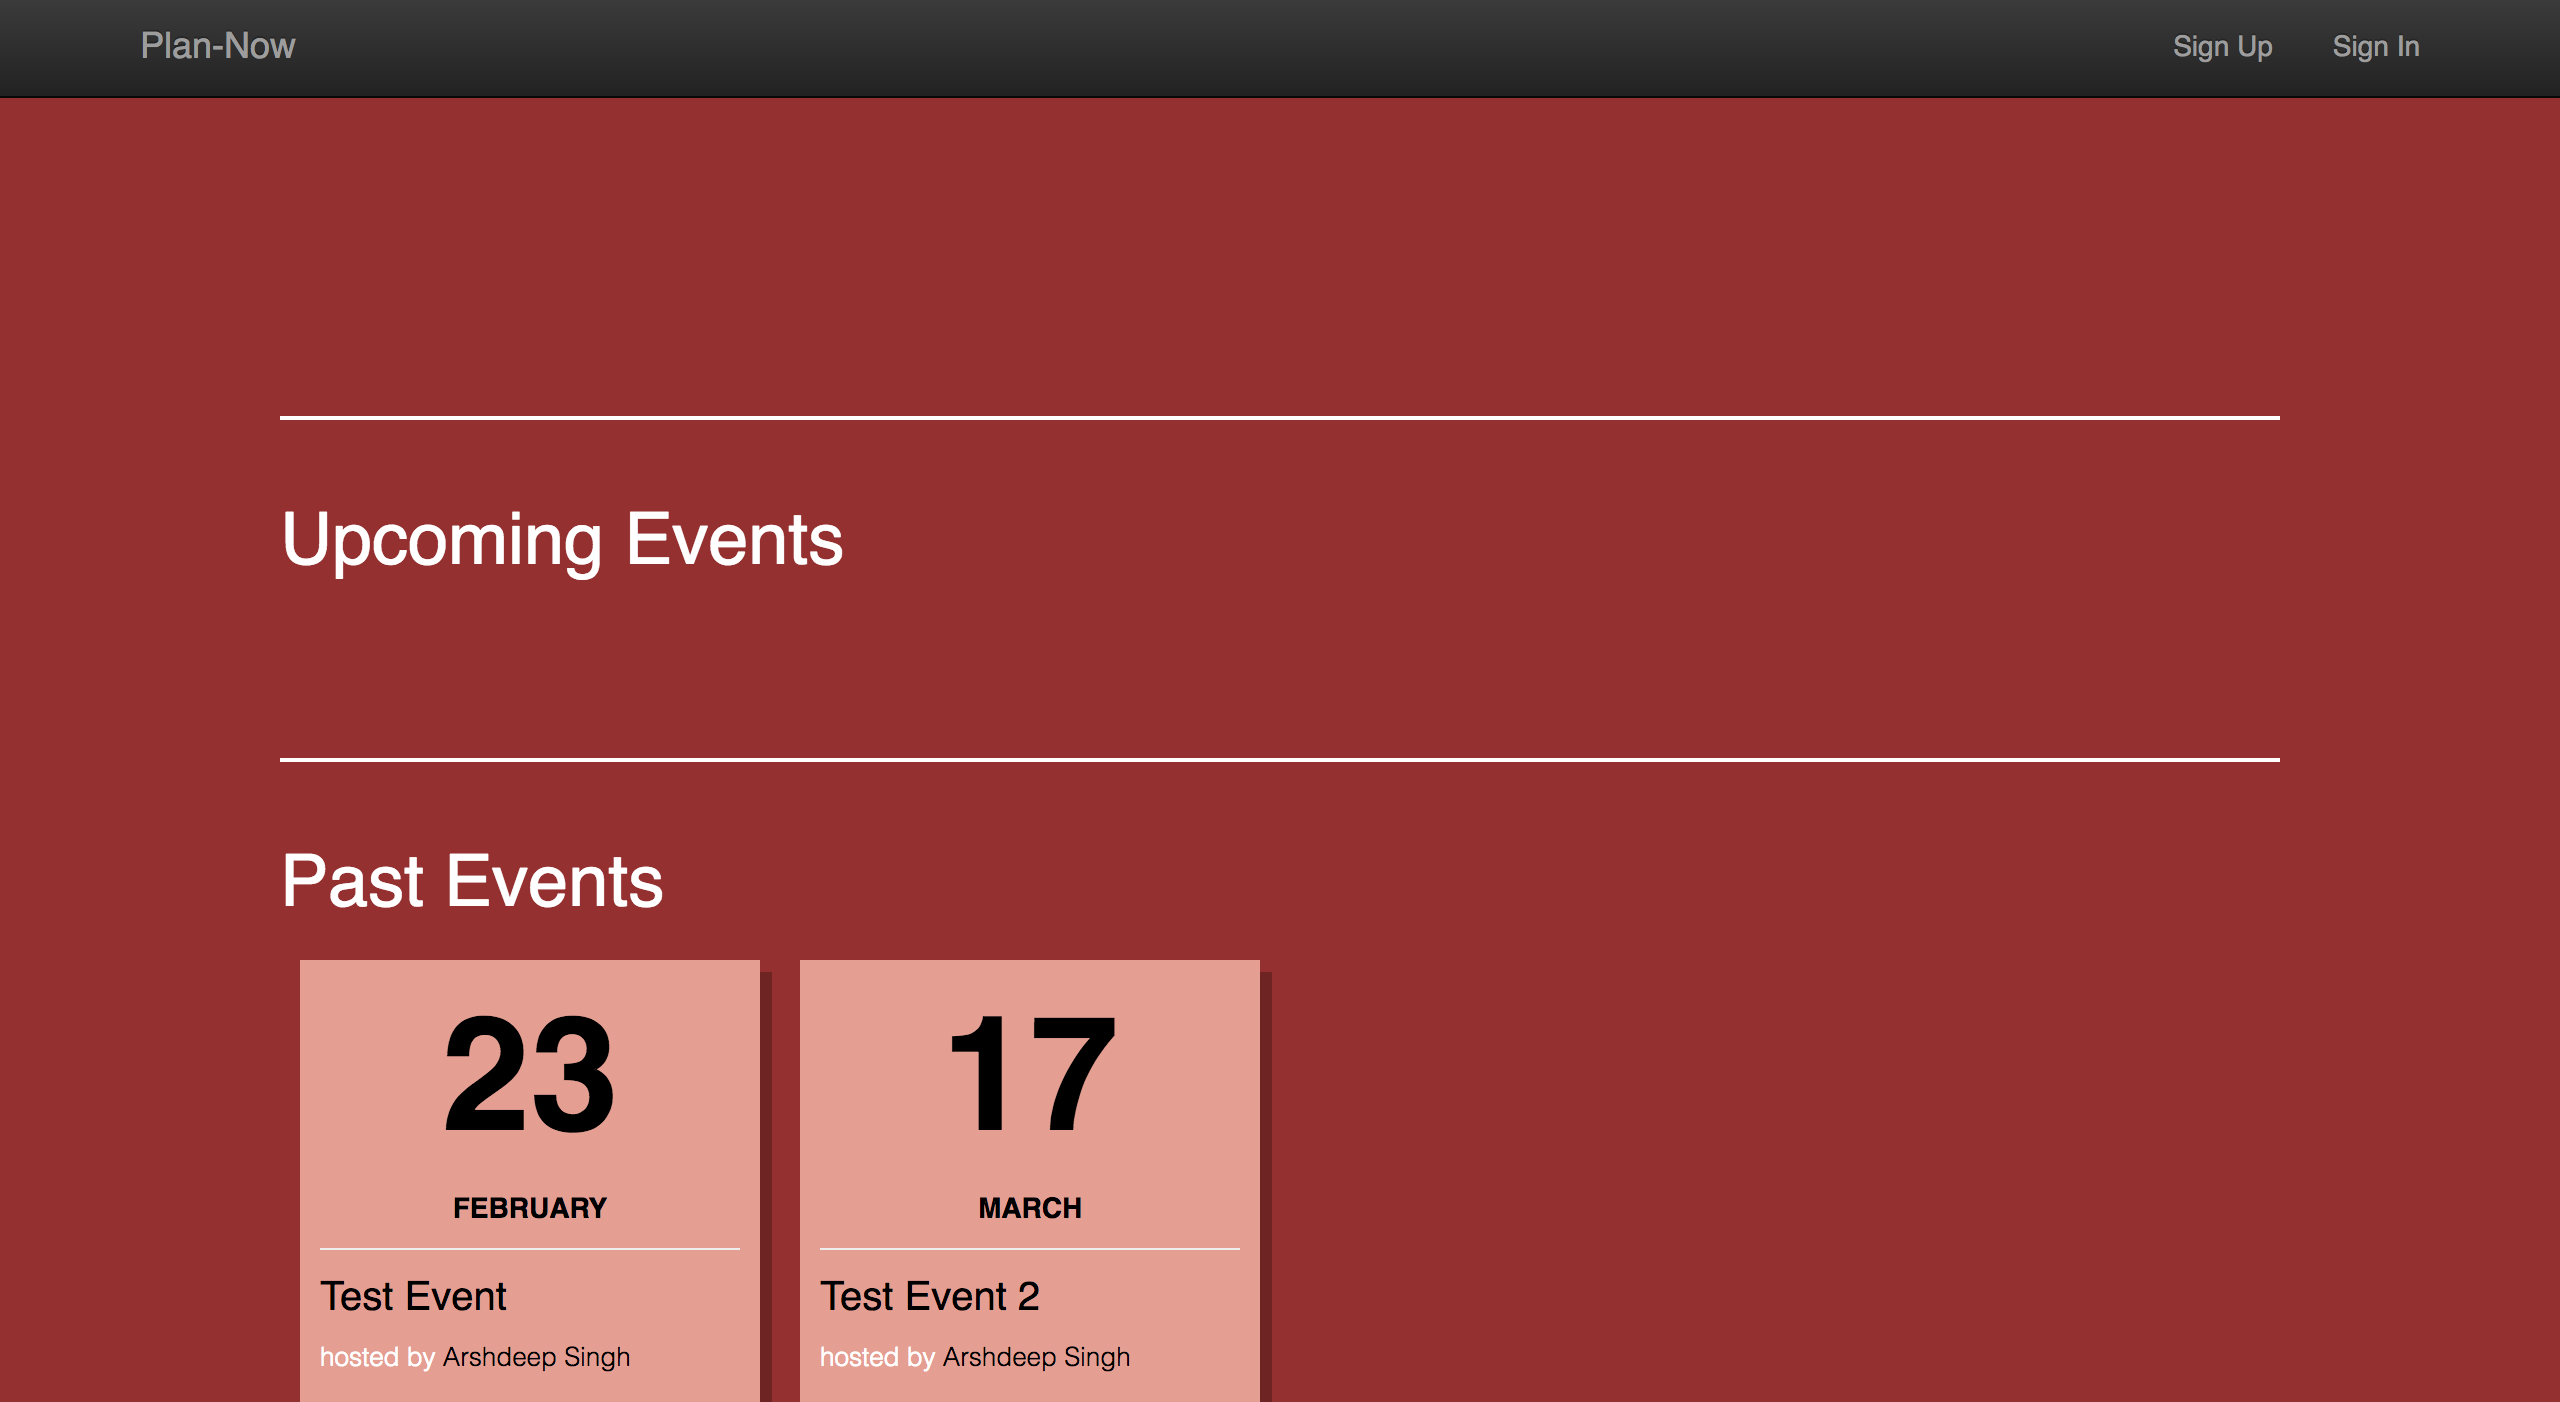 Plan-Now
Sign Up
Sign In
Upcoming Events
Past Events
23
FEBRUARY
Test Event
hosted by Arshdeep Singh
17
MARCH
Test Event 2
hosted by Arshdeep Singh